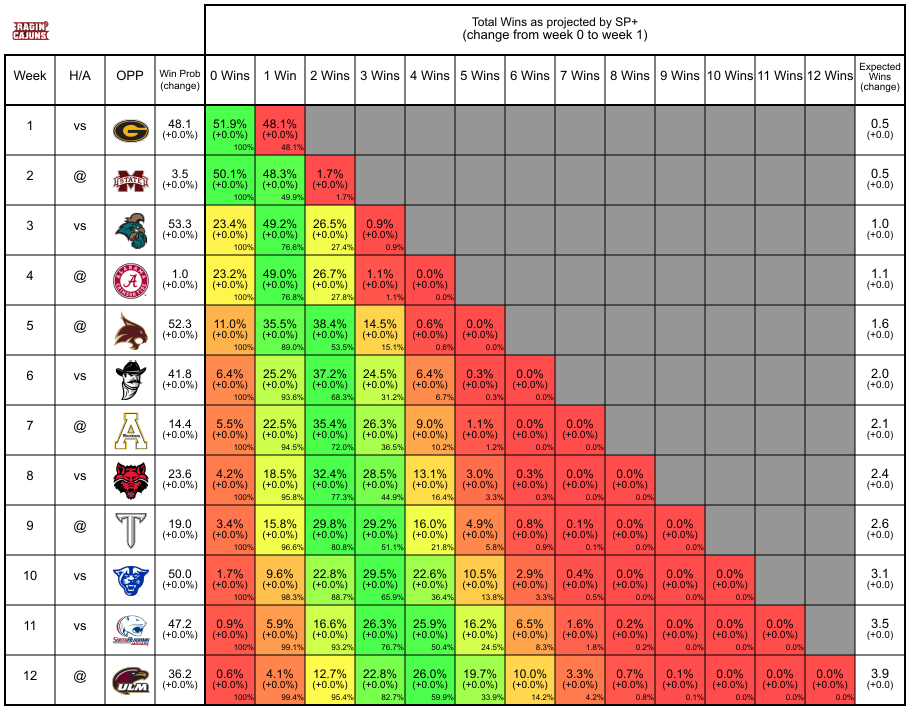 RAGIN'
CAJUNS
Total Wins as projected by SP+
(change from week 0 to week 1)
Week H/A OPP Win Prob (change) 0 Wins 1 Win 2 Wins 3 Wins 4 Wins 5 Wins 6 Wins 7 Wins 8 Wins 9 Wins 10 Wins 11 Wins 12 Wins Expected Wins (change)
1 vs G 48.1 51.9% 48.1% 0.5
(+0.0%) (+0.0%) (+0.0%) (+0.0)
100% 48.1%
2 @ M STATE 3.5 50.1% 48.3% 1.7% 0.5
(+0.0%) (+0.0%) (+0.0%) (+0.0%) (+0.0)
100% 49.9% 1.7%
3 vs 53.3 23.4% 49.2% 26.5% 0.9% 1.0
(+0.0%) (+0.0%) (+0.0%) (+0.0%) (+0.0%) (+0.0)
100% 76.6% 27.4% 0.9%
4 @ A 1.0 23.2% 49.0% 26.7% 1.1% 0.0% 1.1
(+0.0%) (+0.0%) (+0.0%) (+0.0%) (+0.0%) (+0.0%) (+0.0)
100% 76.8% 27.8% 1.1% 0.0%
5 @ 52.3 11.0% 35.5% 38.4% 14.5% 0.6% 0.0% 1.6
(+0.0%) (+0.0%) (+0.0%) (+0.0%) (+0.0%) (+0.0%) (+0.0%) (+0.0)
100% 89.0% 53.5% 15.1% 0.6% 0.0%
6 vs 41.8 6.4% 25.2% 37.2% 24.5% 6.4% 0.3% 0.0% 2.0
(+0.0%) (+0.0%) (+0.0%) (+0.0%) (+0.0%) (+0.0%) (+0.0%) (+0.0%) (+0.0)
100% 93.6% 68.3% 31.2% 6.7% 0.3% 0.0%
7 @ A 14.4 5.5% 22.5% 35.4% 26.3% 9.0% 1.1% 0.0% 0.0% 2.1
(+0.0%) (+0.0%) (+0.0%) (+0.0%) (+0.0%) (+0.0%) (+0.0%) (+0.0%) (+0.0%) (+0.0)
100% 94.5% 72.0% 36.5% 10.2% 1.2% 0.0% 0.0%
8 vs 23.6 4.2% 18.5% 32.4% 28.5% 13.1% 3.0% 0.3% 0.0% 0.0% 2.4
(+0.0%) (+0.0%) (+0.0%) (+0.0%) (+0.0%) (+0.0%) (+0.0%) (+0.0%) (+0.0%) (+0.0%) (+0.0)
100% 95.8% 77.3% 44.9% 16.4% 3.3% 0.3% 0.0% 0.0%
9 @ T 19.0 3.4% 15.8% 29.8% 29.2% 16.0% 4.9% 0.8% 0.1% 0.0% 0.0% 2.6
(+0.0%) (+0.0%) (+0.0%) (+0.0%) (+0.0%) (+0.0%) (+0.0%) (+0.0%) (+0.0%) (+0.0%) (+0.0%) (+0.0)
100% 96.6% 80.8% 51.1% 21.8% 5.8% 0.9% 0.1% 0.0% 0.0%
10 vs 50.0 1.7% 9.6% 22.8% 29.5% 22.6% 10.5% 2.9% 0.4% 0.0% 0.0% 0.0% 3.1
(+0.0%) (+0.0%) (+0.0%) (+0.0%) (+0.0%) (+0.0%) (+0.0%) (+0.0%) (+0.0%) (+0.0%) (+0.0%) (+0.0%) (+0.0)
100% 98.3% 88.7% 65.9% 36.4% 13.8% 3.3% 0.5% 0.0% 0.0% 0.0%
11 vs SOUTH ALABAMA JAGUARS 47.2 0.9% 5.9% 16.6% 26.3% 25.9% 16.2% 6.5% 1.6% 0.2% 0.0% 0.0% 0.0% 3.5
(+0.0%) (+0.0%) (+0.0%) (+0.0%) (+0.0%) (+0.0%) (+0.0%) (+0.0%) (+0.0%) (+0.0%) (+0.0%) (+0.0%) (+0.0%) (+0.0)
100% 99.1% 93.2% 76.7% 50.4% 24.5% 8.3% 1.8% 0.2% 0.0% 0.0% 0.0%
12 @ ULM 36.2 0.6% 4.1% 12.7% 22.8% 26.0% 19.7% 10.0% 3.3% 0.7% 0.1% 0.0% 0.0% 0.0% 3.9
(+0.0%) (+0.0%) (+0.0%) (+0.0%) (+0.0%) (+0.0%) (+0.0%) (+0.0%) (+0.0%) (+0.0%) (+0.0%) (+0.0%) (+0.0%) (+0.0%) (+0.0)
100% 99.4% 95.4% 82.7% 59.9% 33.9% 14.2% 4.2% 0.8% 0.1% 0.0% 0.0% 0.0%